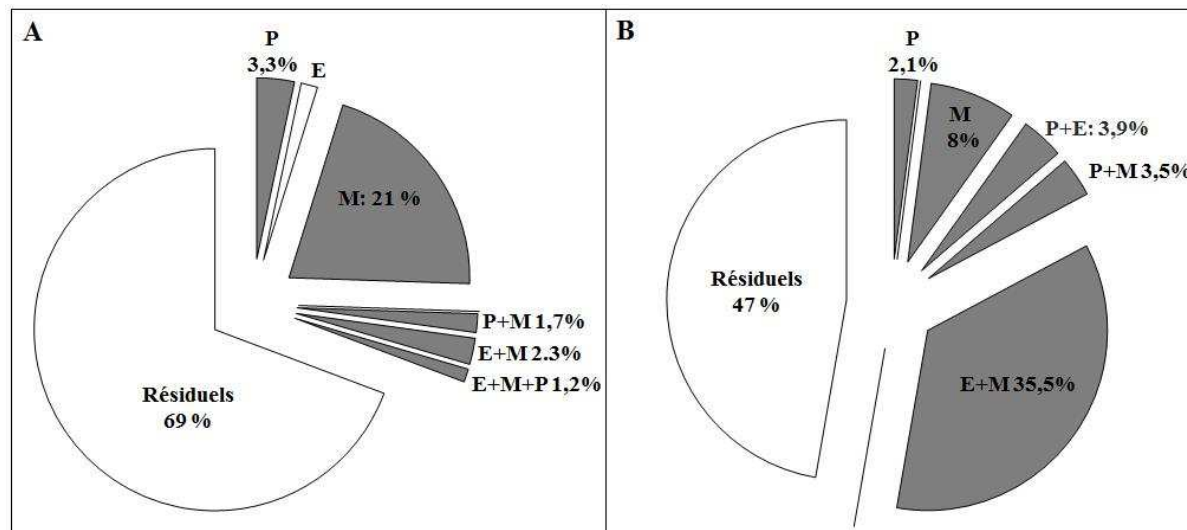 A
P
3,3%
E
M: 21 %
P+M 1,7%
E+M 2.3%
E+M+P 1,2%
Résiduels
69 %
B
P
2,1%
M
8%
P+E: 3,9%
P+M 3,5%
Résiduels
47 %
E+M 35,5%